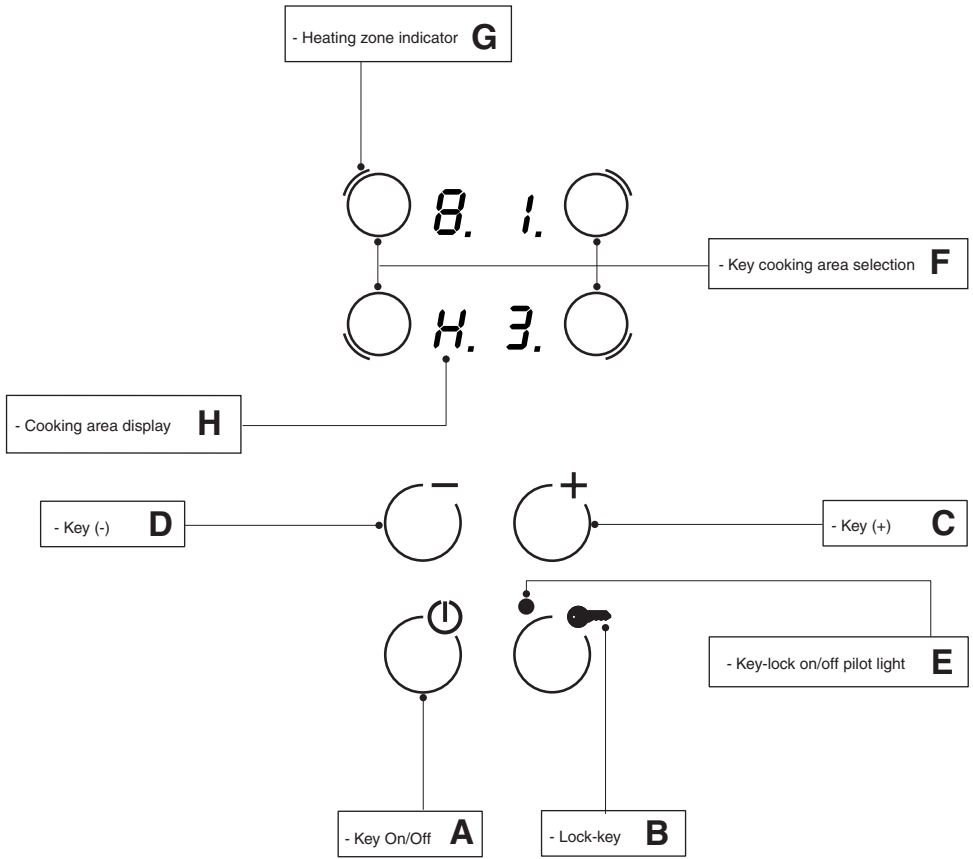 - Heating zone indicator G
8. 1.
- Key cooking area selection F
H. 3.
- Cooking area display H
- +
- Key (-) D
- Key (+) C
- Key-lock on/off pilot light E
- Key On/Off A
- Lock-key B